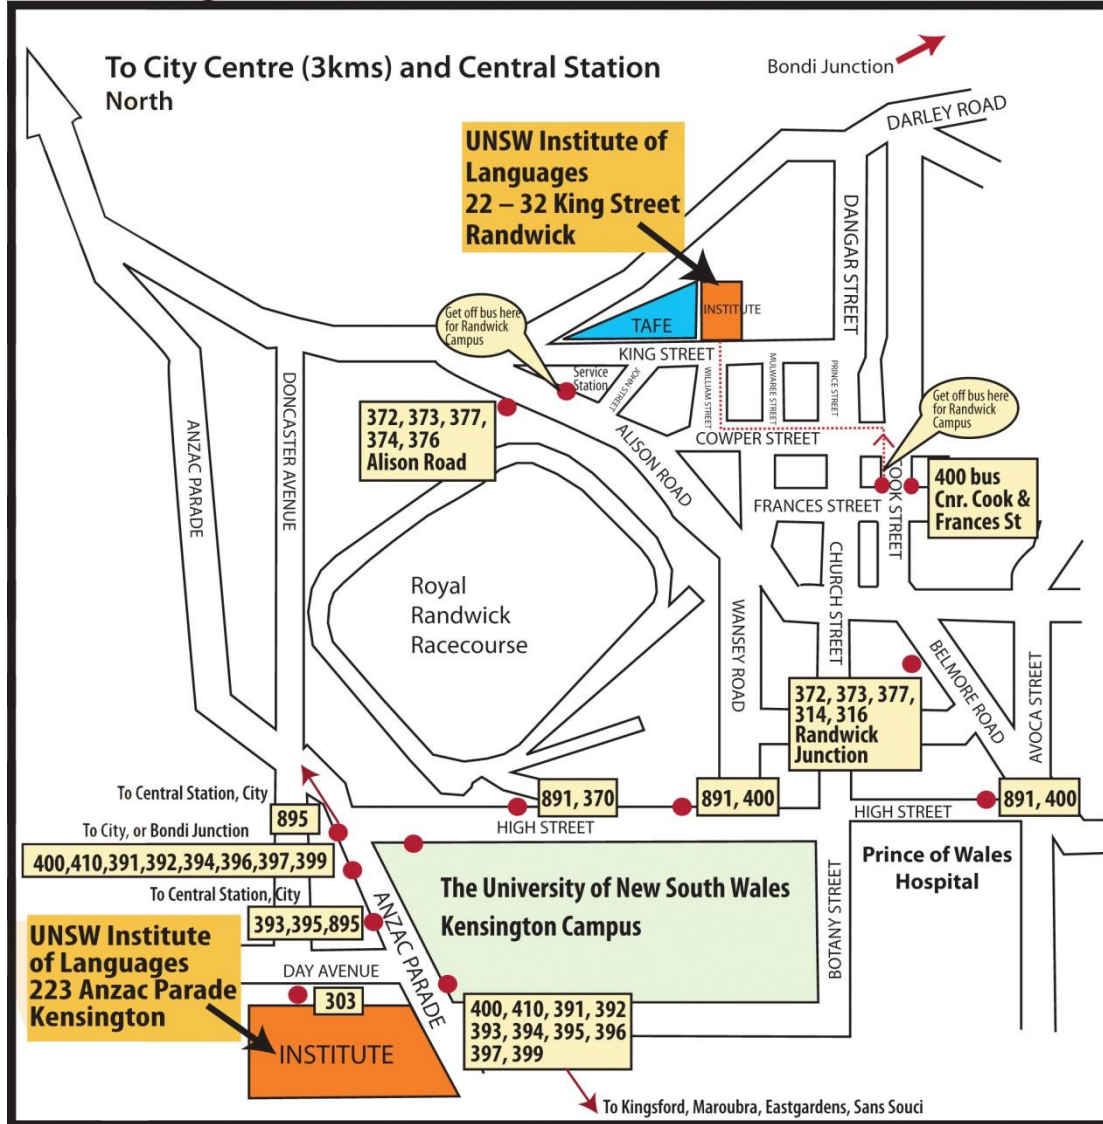 To City Centre (3kms) and Central Station
North
Bondi Junction
DARLEY ROAD
UNSW Institute of
Languages
22 – 32 King Street
Randwick
DANGAR STREET
Get off bus here
for Randwick
Campus
TAFE
INSTITUTE
KING STREET
Service
Station
JOHN STREET
WILLIAM STREET
MULWAREE STREET
PRINCE STREET
372, 373, 377,
374, 376
Alison Road
DONCASTER AVENUE
ANZAC PARADE
ALISON ROAD
COWPER STREET
Get off bus here
for Randwick
Campus
FRANCES STREET
COOK STREET
400 bus
Cnr. Cook &
Frances St
Royal
Randwick
Racecourse
WANSEY ROAD
CHURCH STREET
BELMORE ROAD
AVOCA STREET
372, 373, 377,
314, 316
Randwick
Junction
To Central Station, City
895
891, 370
891, 400
891, 400
HIGH STREET
HIGH STREET
To City, or Bondi Junction
400,410,391,392,394,396,397,399
To Central Station, City
393,395,895
ANZAC PARADE
The University of New South Wales
Kensington Campus
BOTANY STREET
Prince of Wales
Hospital
UNSW Institute
of Languages
223 Anzac Parade
Kensington
DAY AVENUE
303
INSTITUTE
400, 410, 391, 392
393, 394, 395, 396
397, 399
To Kingsford, Maroubra, Eastgardens, Sans Souci